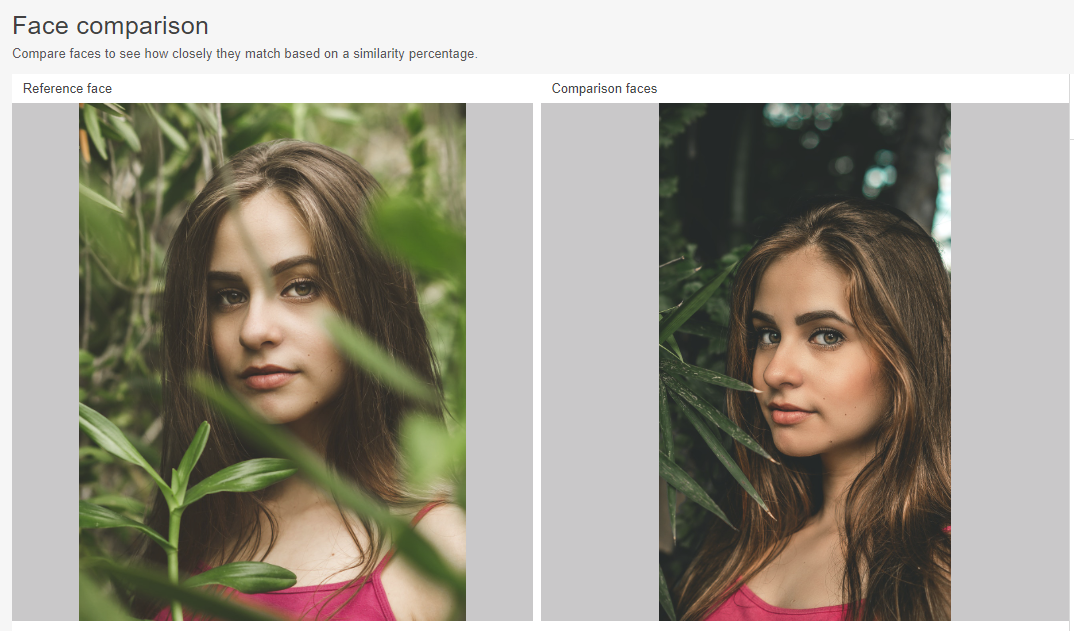 Face comparison
Compare faces to see how closely they match based on a similarity percentage.
Reference face
Comparison faces